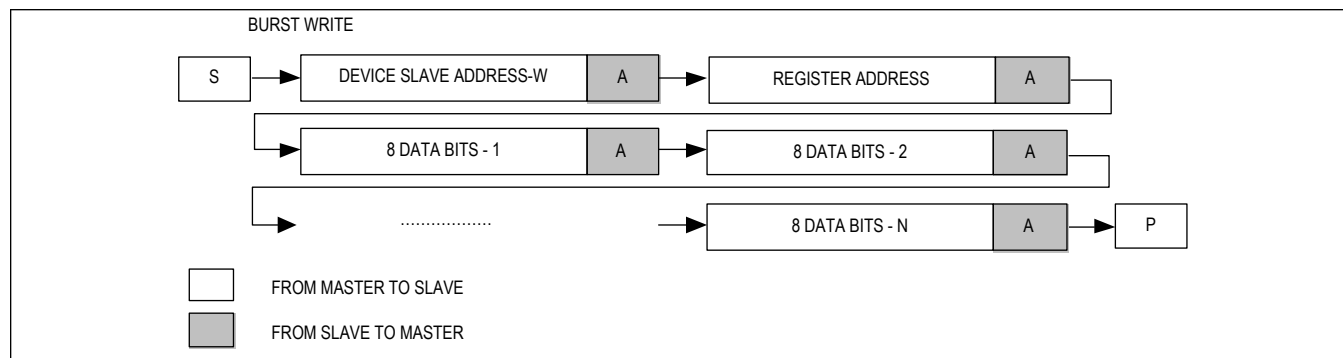 BURST WRITE
S DEVICE SLAVE ADDRESS-W A REGISTER ADDRESS A
8 DATA BITS - 1 A 8 DATA BITS - 2 A
.................. 8 DATA BITS - N A P
FROM MASTER TO SLAVE
FROM SLAVE TO MASTER